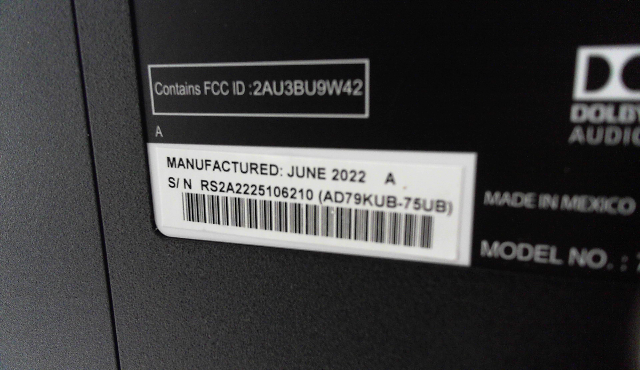 Contains FCC ID :2AU3BU9W42
DOLBY
AUDIO
A
MANUFACTURED: JUNE 2022 A
S/ N RS2A2225106210 (AD79KUB-75UB)
MADE IN MEXICO
MODEL NO. :